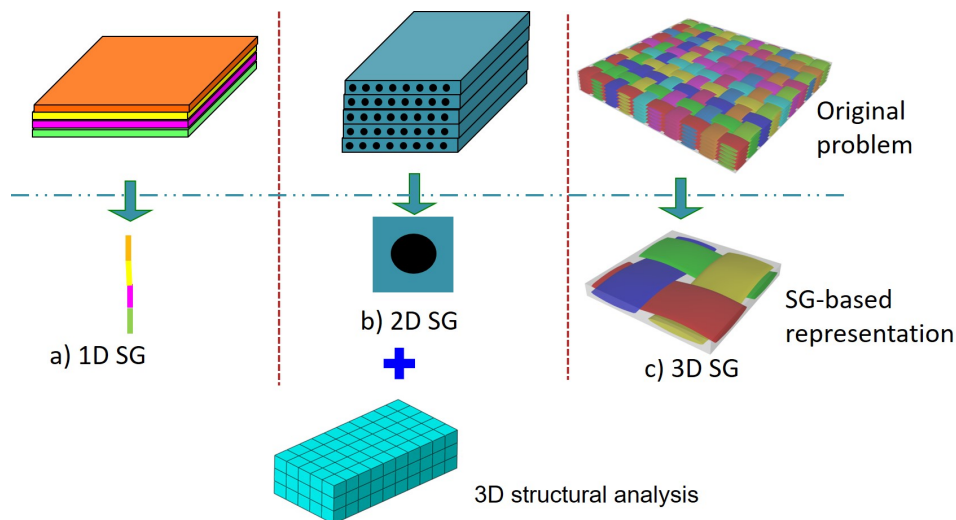 Original
problem
a) 1D SG
b) 2D SG
c) 3D SG
SG-based
representation
3D structural analysis